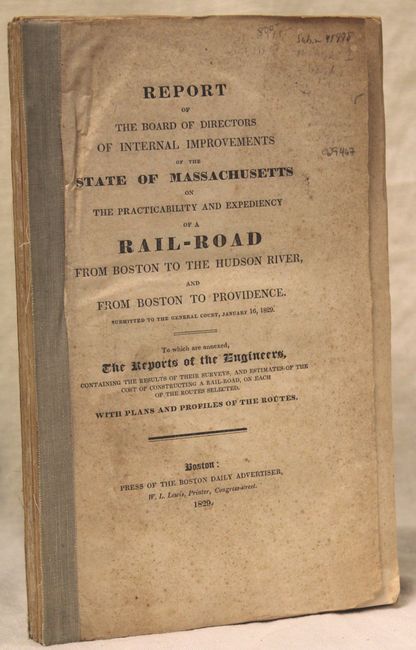 REPORT
OF
THE BOARD OF DIRECTORS
OF INTERNAL IMPROVEMENTS
OF THE
STATE OF MASSACHUSETTS
ON
THE PRACTICABILITY AND EXPEDIENCY
OF A
RAIL-ROAD
FROM BOSTON TO THE HUDSON RIVER,
AND
FROM BOSTON TO PROVIDENCE.
SUBMITTED TO THE GENERAL COURT, JANUARY 16, 1829.
To which are annexed,
The Reports of the Engineers,
CONTAINING THE RESULTS OF THEIR SURVEYS, AND ESTIMATES OF THE
COST OF CONSTRUCTING A RAIL-ROAD, ON EACH
OF THE ROUTES SELECTED.
WITH PLANS AND PROFILES OF THE ROUTES.
Boston:
PRESS OF THE BOSTON DAILY ADVERTISER,
W. L. Lewis, Printer, Congress-street.
1829.